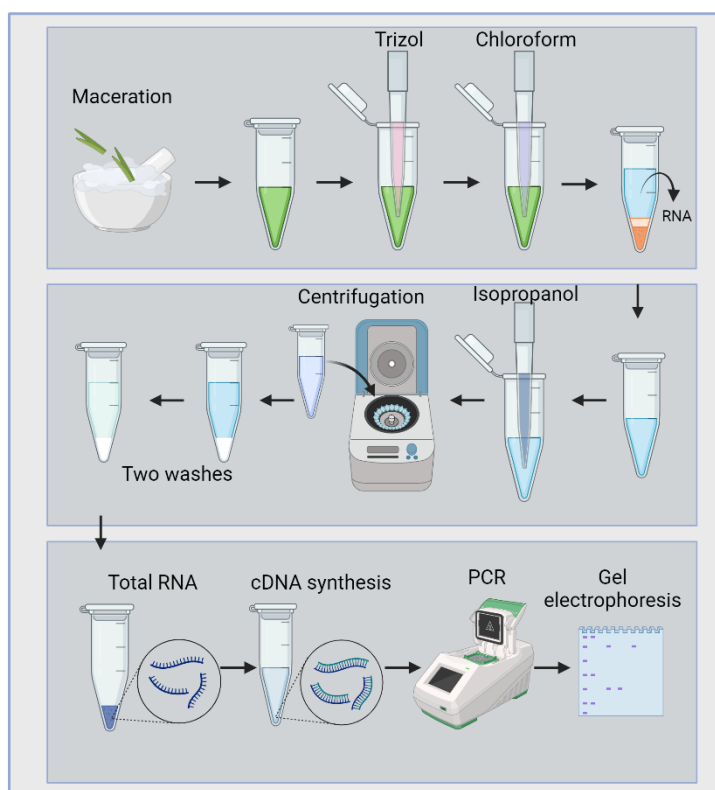 Trizol
Chloroform
Maceration
RNA
Centrifugation
Isopropanol
Two washes
Total RNA
cDNA synthesis
PCR
Gel
electrophoresis